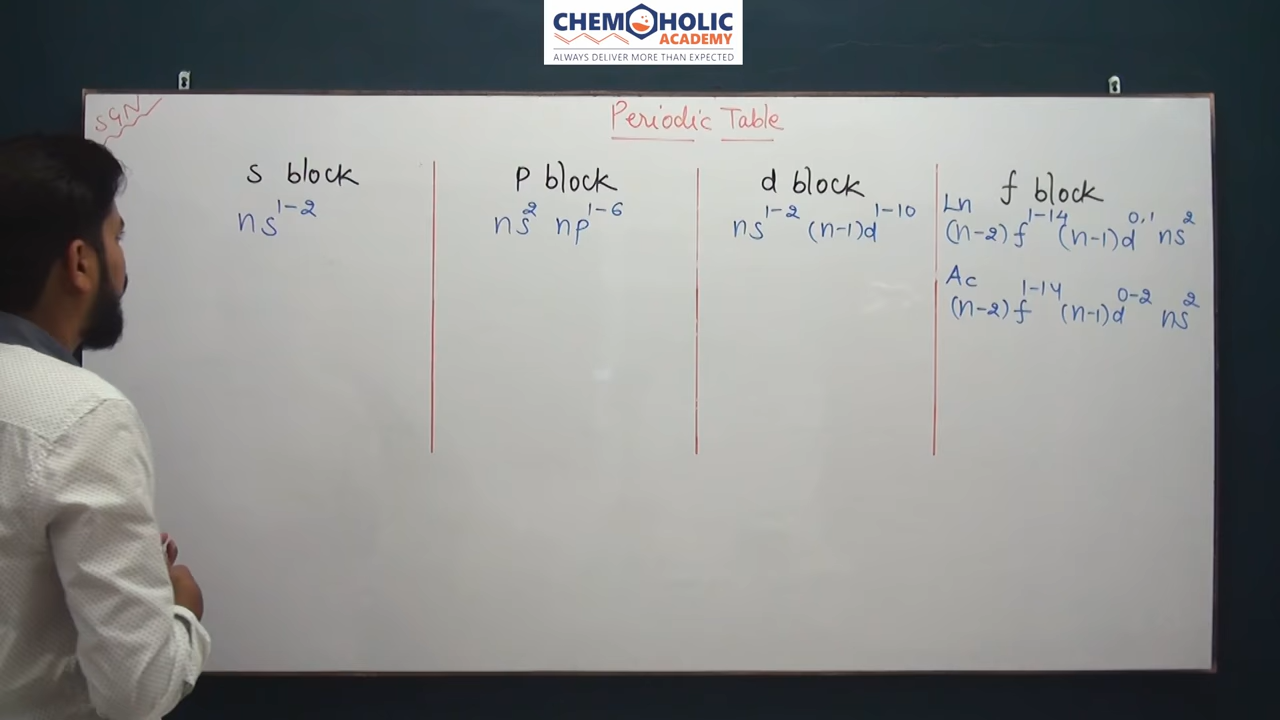 CHEMOHOLIC
ACADEMY
ALWAYS DELIVER MORE THAN EXPECTED
SGN
Periodic Table
s block
ns¹⁻²
p block
ns² np¹⁻⁶
d block
ns¹⁻² (n-1)d¹⁻¹⁰
f block
Ln
(n-2)f¹⁻¹⁴ (n-1)d⁰,¹ ns²
Ac
(n-2)f¹⁻¹⁴ (n-1)d⁰⁻² ns²